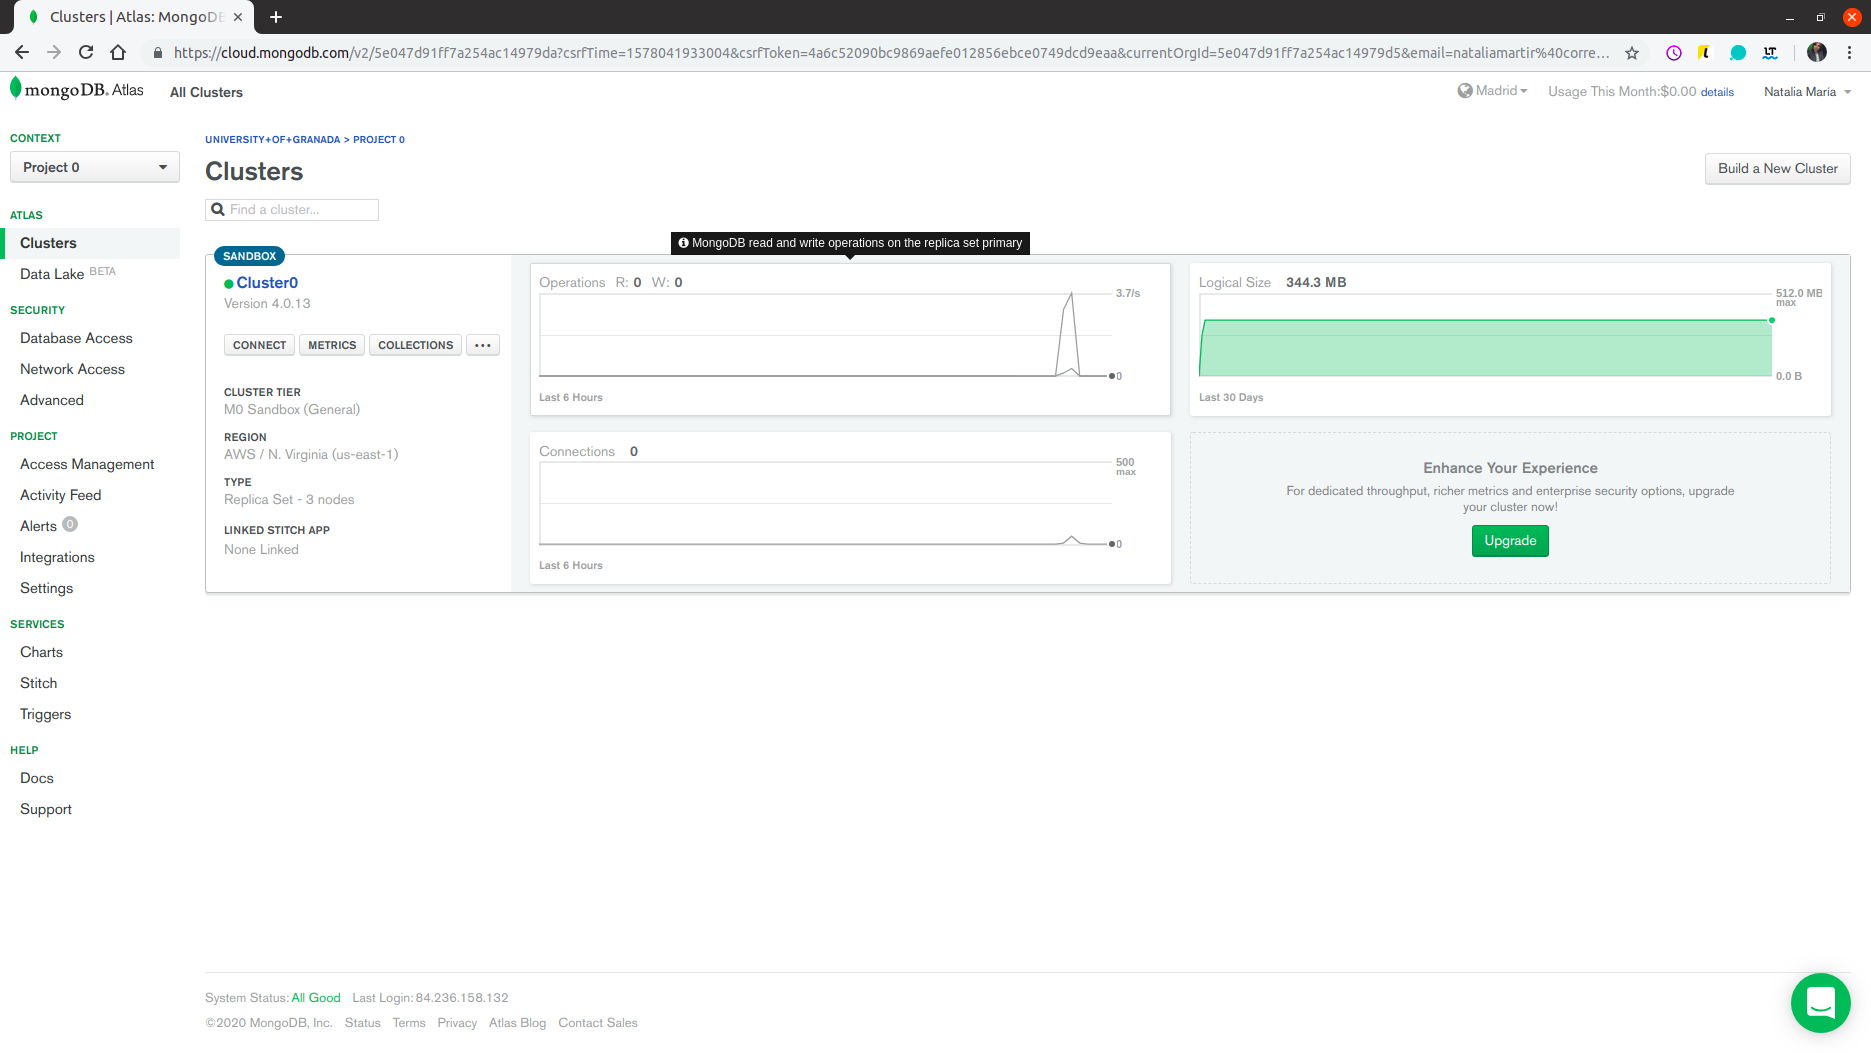 Clusters | Atlas: MongoDB
https://cloud.mongodb.com/v2/5e047d91ff7a254ac14979da?csrfTime=1578041933004&csrfToken=4a6c52090bc9869aefe012856ebce0749dcd9eaa&currentOrgId=5e047d91ff7a254ac14979d5&email=nataliamartir%40corre...
mongoDB. Atlas All Clusters
Madrid Usage This Month:$0.00 details Natalia Maria
CONTEXT
Project 0
ATLAS
Clusters
Data Lake BETA
SECURITY
Database Access
Network Access
Advanced
PROJECT
Access Management
Activity Feed
Alerts 0
Integrations
Settings
SERVICES
Charts
Stitch
Triggers
HELP
Docs
Support
UNIVERSITY+OF+GRANADA > PROJECT 0
Clusters
Build a New Cluster
Find a cluster...
MongoDB read and write operations on the replica set primary
SANDBOX
Cluster0
Version 4.0.13
CONNECT METRICS COLLECTIONS ...
CLUSTER TIER
M0 Sandbox (General)
REGION
AWS / N. Virginia (us-east-1)
TYPE
Replica Set - 3 nodes
LINKED STITCH APP
None Linked
Operations R: 0 W: 0
3.7/s
0
Last 6 Hours
Logical Size 344.3 MB
512.0 MB
max
0.0 B
Last 30 Days
Connections 0
500
max
0
Last 6 Hours
Enhance Your Experience
For dedicated throughput, richer metrics and enterprise security options, upgrade
your cluster now!
Upgrade
System Status: All Good Last Login: 84.236.158.132
©2020 MongoDB, Inc. Status Terms Privacy Atlas Blog Contact Sales